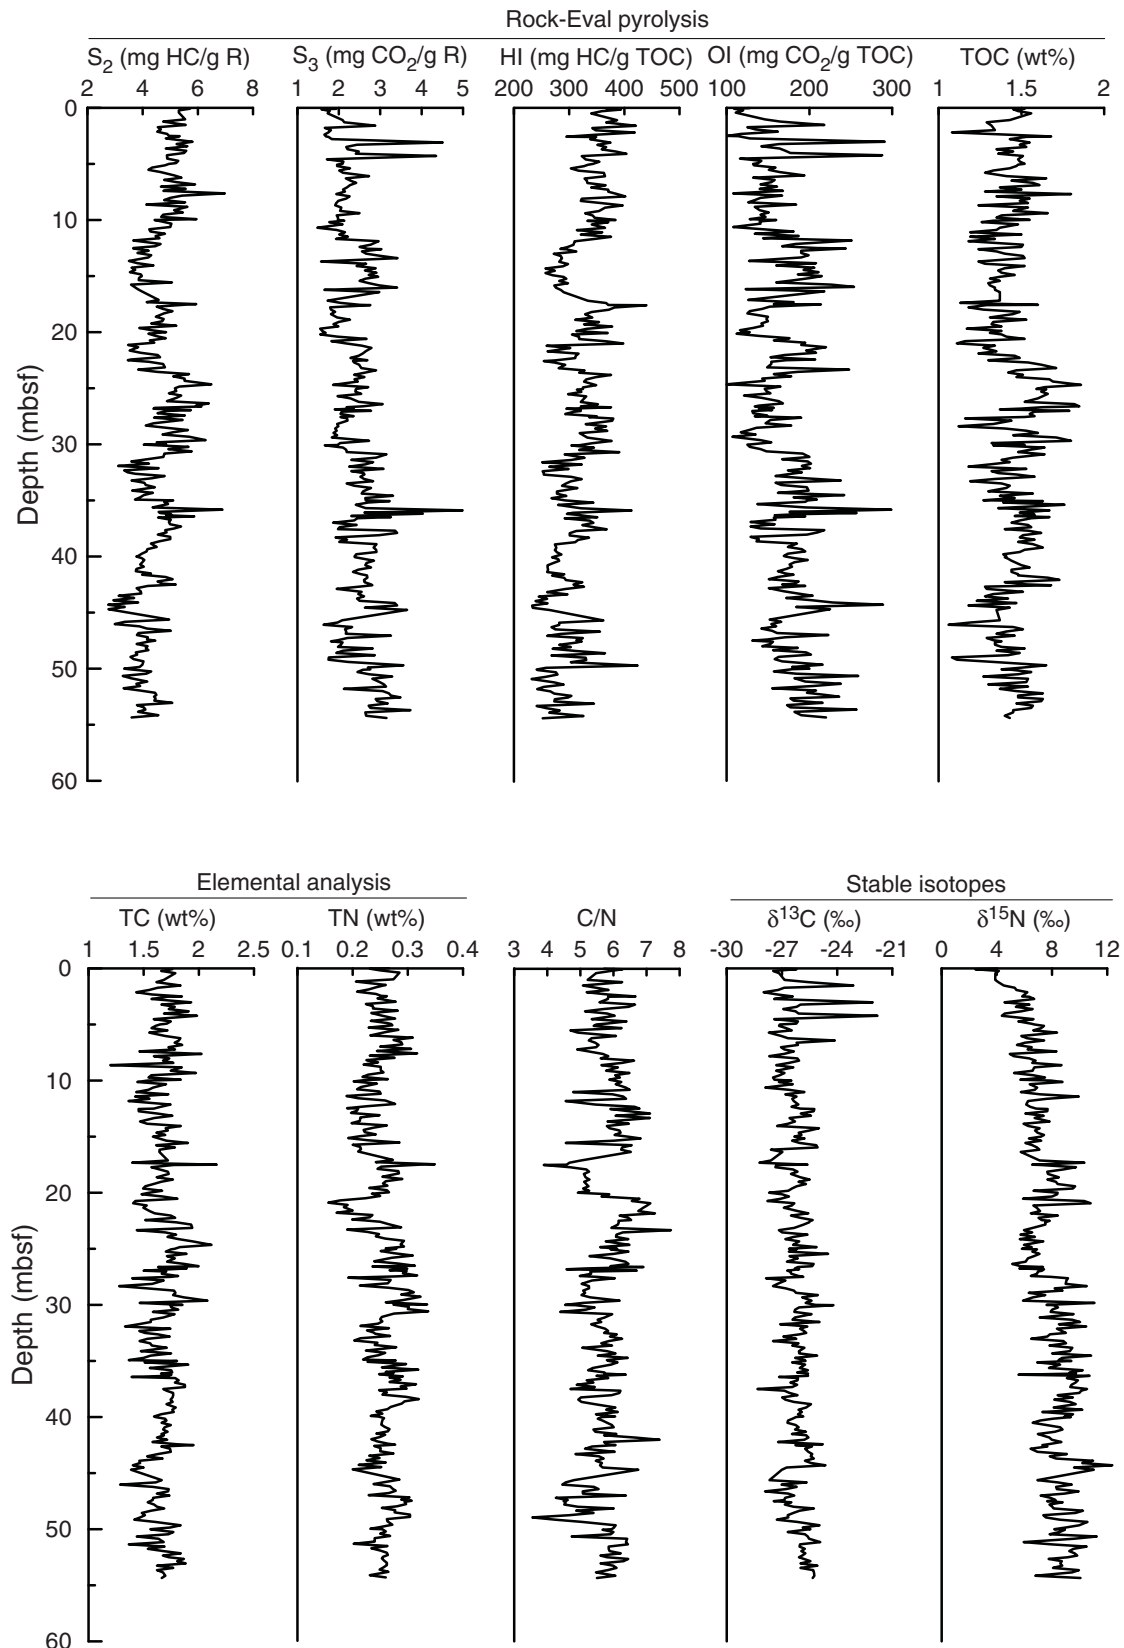 Rock-Eval pyrolysis
S₂ (mg HC/g R) S₃ (mg CO₂/g R) HI (mg HC/g TOC) OI (mg CO₂/g TOC) TOC (wt%)
2 4 6 8 1 2 3 4 5 200 300 400 500 100 200 300 1 1.5 2
0
10
20
30
40
50
60
Depth (mbsf)
Elemental analysis Stable isotopes
TC (wt%) TN (wt%) C/N δ¹³C (‰) δ¹⁵N (‰)
1 1.5 2 2.5 0.1 0.2 0.3 0.4 3 4 5 6 7 8 -30 -27 -24 -21 0 4 8 12
0
10
20
30
40
50
60
Depth (mbsf)